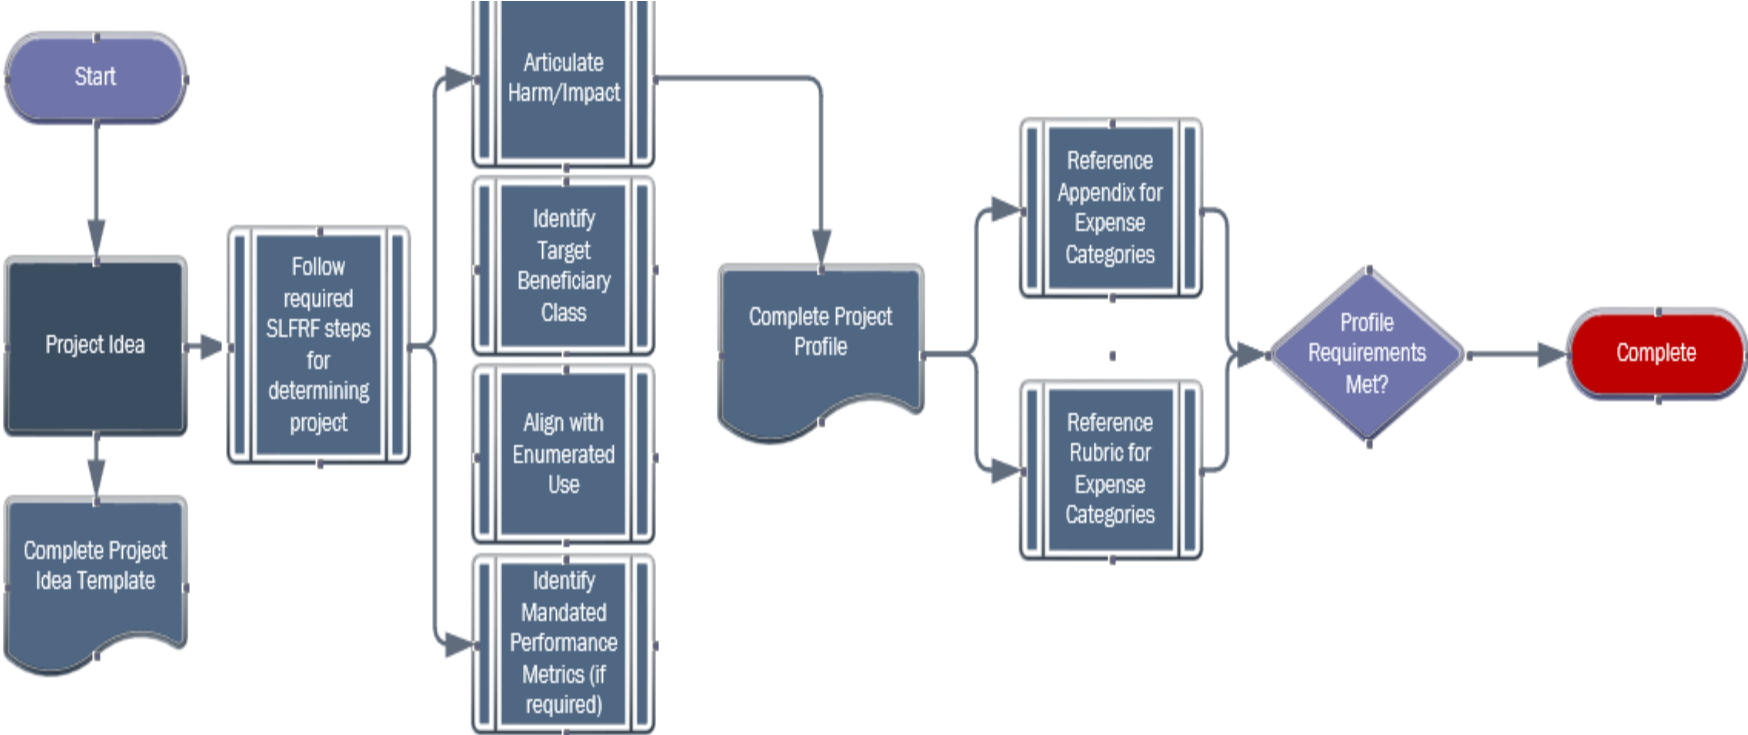 Start
Project Idea
Complete Project
Idea Template
Follow
required
SLFRF steps
for
determining
project
Articulate
Harm/Impact
Identify
Target
Beneficiary
Class
Align with
Enumerated
Use
Identify
Mandated
Performance
Metrics (if
required)
Complete Project
Profile
Reference
Appendix for
Expense
Categories
Reference
Rubric for
Expense
Categories
Profile
Requirements
Met?
Complete